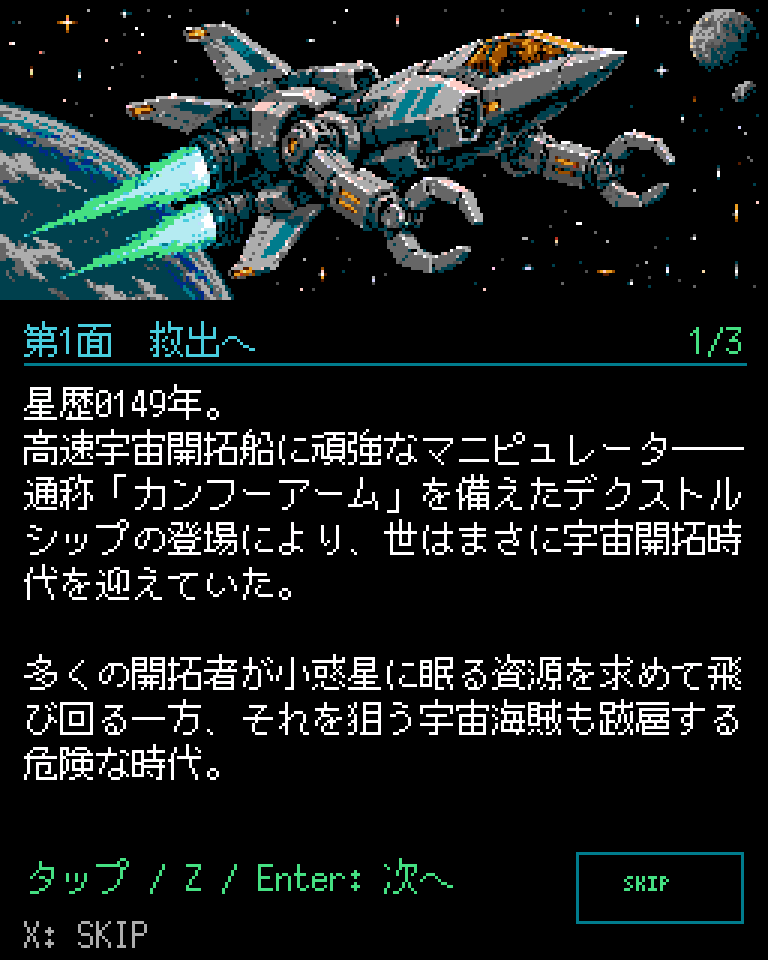 第1面　救出へ 1/3
星歴0149年。
高速宇宙開拓船に頑強なマニピュレーター――
通称「カンフーアーム」を備えたデクストル
シップの登場により、世はまさに宇宙開拓時
代を迎えていた。
多くの開拓者が小惑星に眠る資源を求めて飛
び回る一方、それを狙う宇宙海賊も跋扈する
危険な時代。
タップ / Z / Enter: 次へ
SKIP
X: SKIP